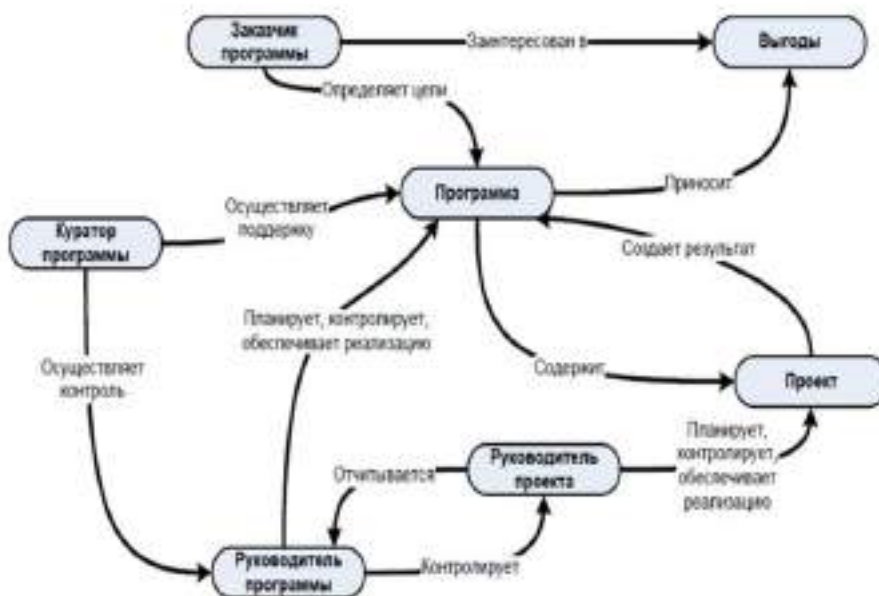 Заказчик
программы
Заинтересован в
Выгоды
Определяет цели
Программа
Приносит
Осуществляет
поддержку
Куратор
программы
Создает результат
Планирует, контролирует,
обеспечивает реализацию
Осуществляет
контроль
Содержит
Проект
Планирует,
контролирует,
обеспечивает
реализацию
Руководитель
проекта
Отчитывается
Руководитель
программы
Контролирует